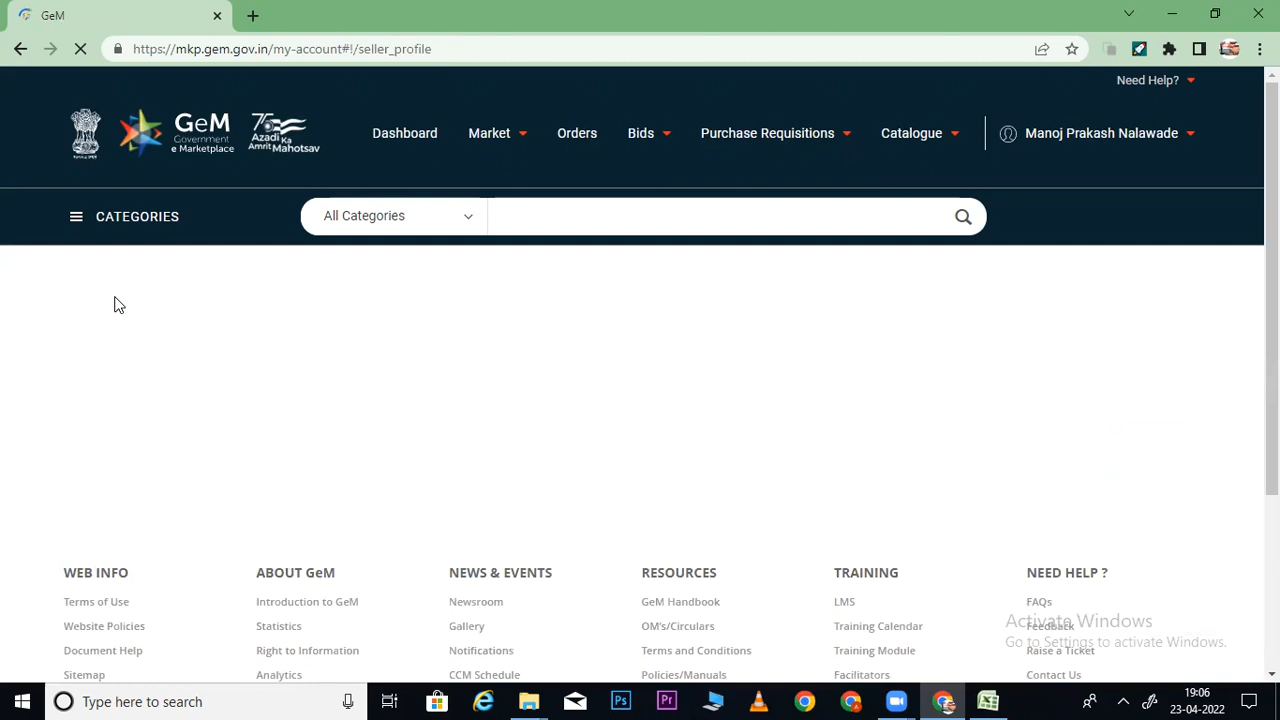 GeM
https://mkp.gem.gov.in/my-account#!/seller_profile
Need Help?
GeM
Government
e Marketplace
75
Azadi Ka
Amrit Mahotsav
Dashboard
Market
Orders
Bids
Purchase Requisitions
Catalogue
Manoj Prakash Nalawade
CATEGORIES
All Categories
WEB INFO
ABOUT GeM
NEWS & EVENTS
RESOURCES
TRAINING
NEED HELP ?
Terms of Use
Introduction to GeM
Newsroom
GeM Handbook
LMS
FAQs
Website Policies
Statistics
Gallery
OM's/Circulars
Training Calendar
Feedback
Activate Windows
Go to Settings to activate Windows.
Document Help
Right to Information
Notifications
Terms and Conditions
Training Module
Raise a Ticket
Sitemap
Analytics
CCM Schedule
Policies/Manuals
Facilitators
Contact Us
Type here to search
Ps
Pr
19:06
23-04-2022